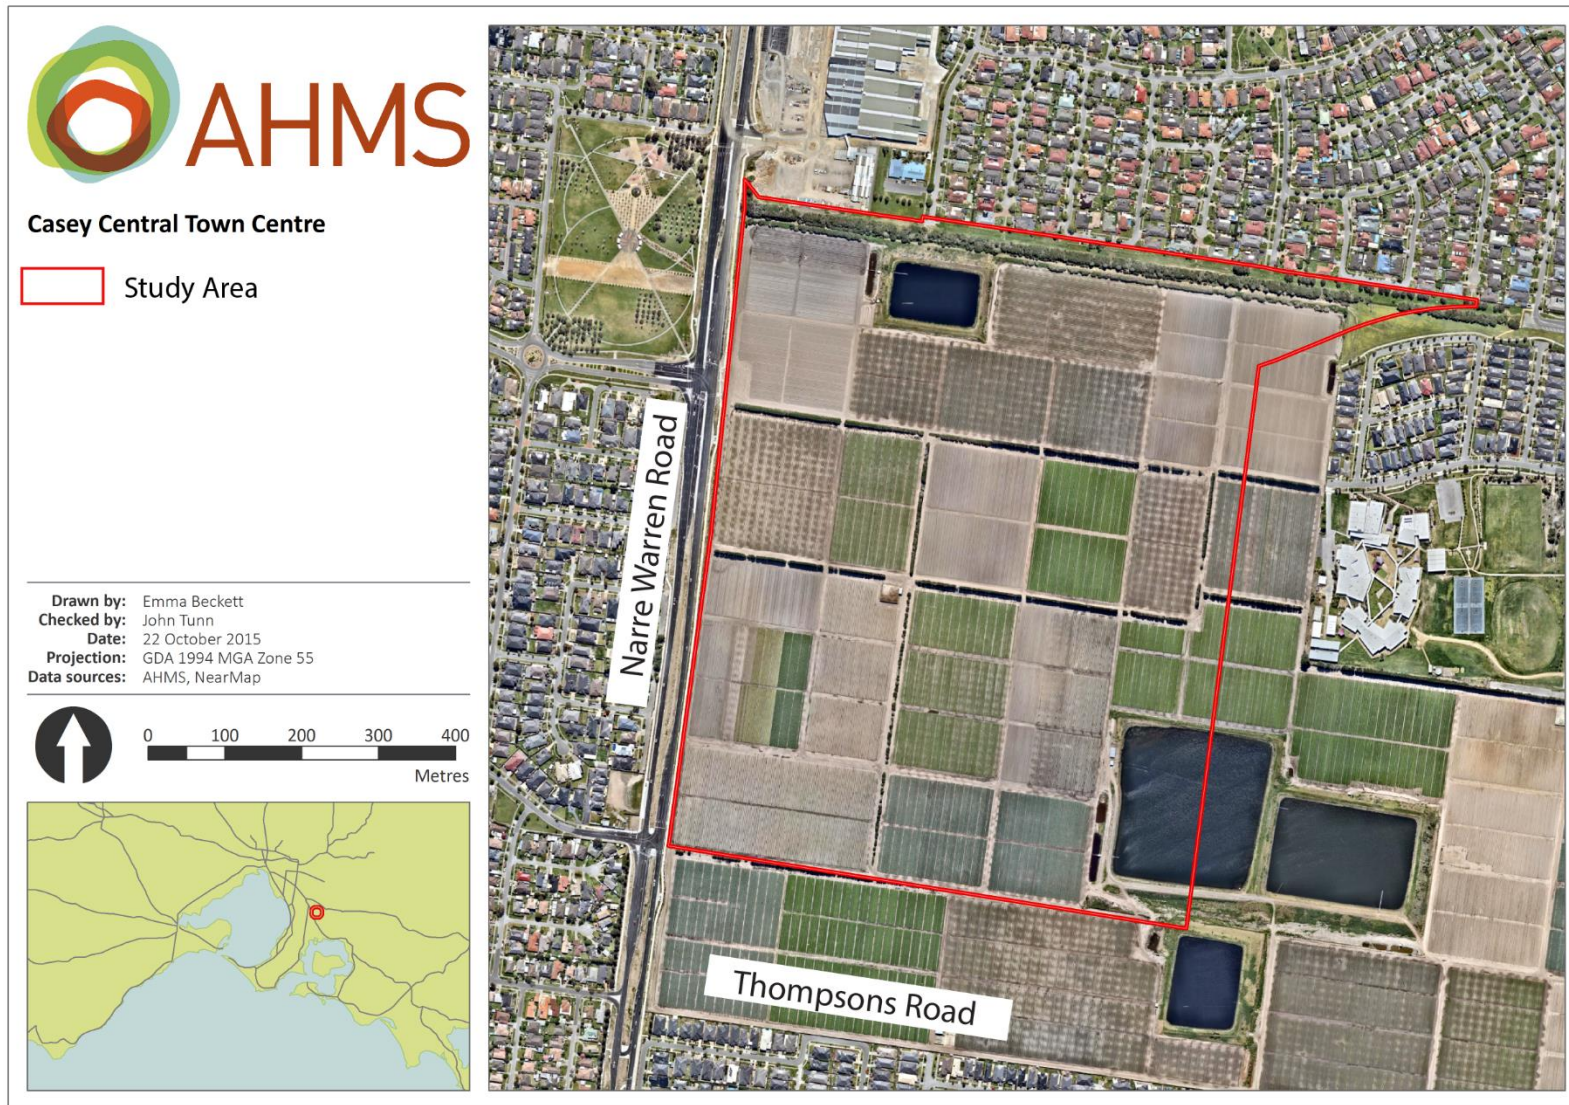 AHMS
Casey Central Town Centre
Study Area
Drawn by: Emma Beckett
Checked by: John Tunn
Date: 22 October 2015
Projection: GDA 1994 MGA Zone 55
Data sources: AHMS, NearMap
0 100 200 300 400
Metres
Narre Warren Road
Thompsons Road